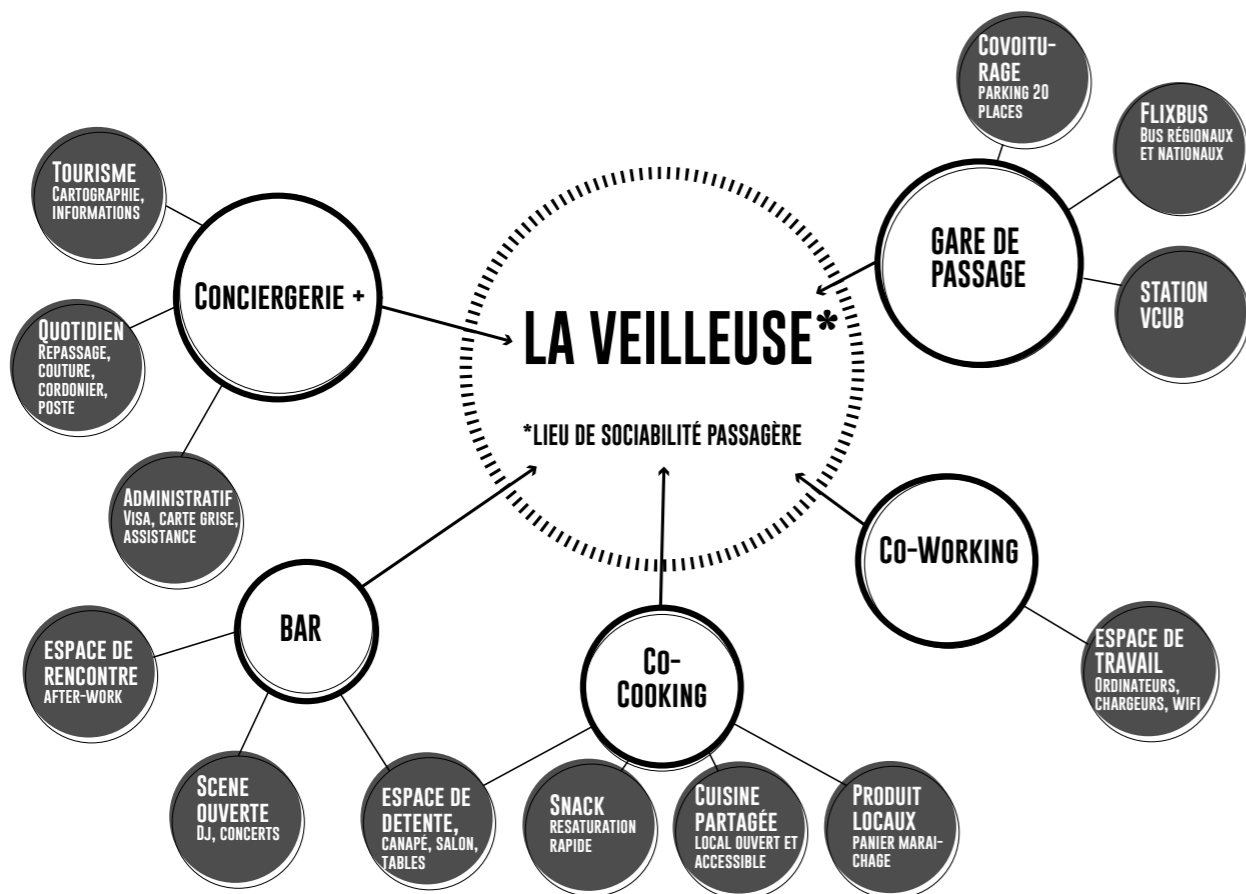 COVOITU-
RAGE
PARKING 20
PLACES
FLIXBUS
BUS RÉGIONAUX
ET NATIONAUX
TOURISME
CARTOGRAPHIE,
INFORMATIONS
GARE DE
PASSAGE
CONCIERGERIE +
STATION
VCUB
QUOTIDIEN
REPASSAGE,
COUTURE,
CORDONIER,
POSTE
LA VEILLEUSE*
*LIEU DE SOCIABILITÉ PASSAGÈRE
ADMINISTRATIF
VISA, CARTE GRISE,
ASSISTANCE
CO-WORKING
BAR
ESPACE DE
RENCONTRE
AFTER-WORK
CO-
COOKING
ESPACE DE
TRAVAIL
ORDINATEURS,
CHARGEURS, WIFI
SCENE
OUVERTE
DJ, CONCERTS
ESPACE DE
DETENTE,
CANAPÉ, SALON,
TABLES
SNACK
RESATURATION
RAPIDE
CUISINE
PARTAGÉE
LOCAL OUVERT ET
ACCESSIBLE
PRODUIT
LOCAUX
PANIER MARAI-
CHAGE